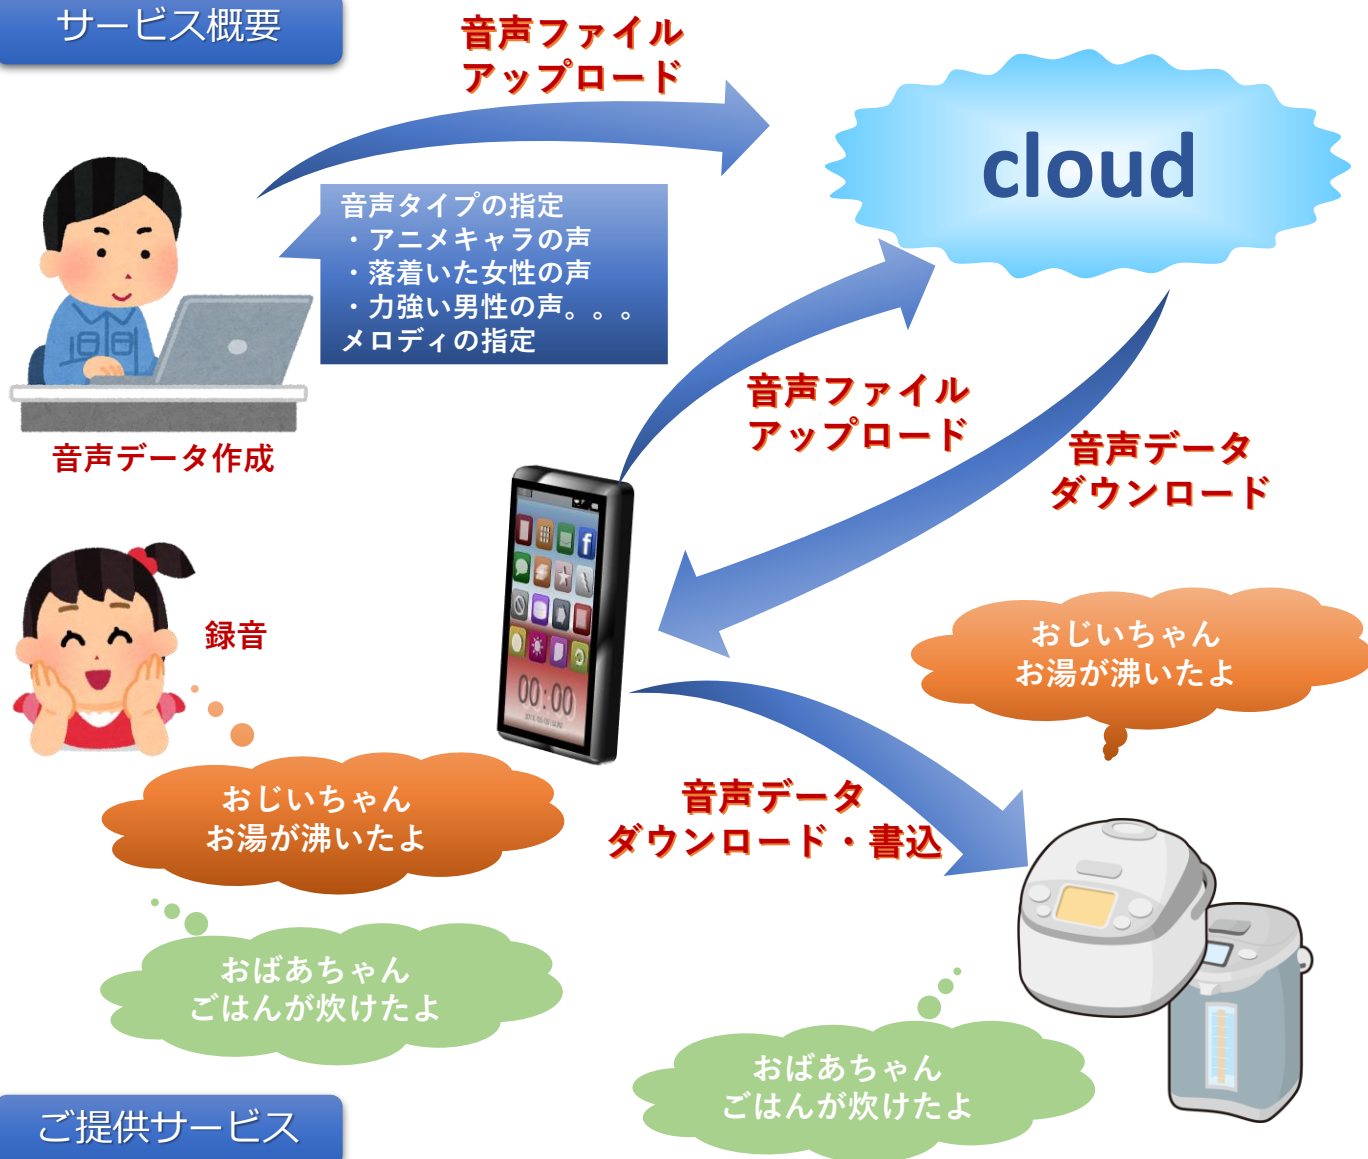 サービス概要
音声ファイル
アップロード
cloud
音声タイプの指定
・アニメキャラの声
・落着いた女性の声
・力強い男性の声。。。
メロディの指定
音声データ作成
音声ファイル
アップロード
音声データ
ダウンロード
録音
00:00
おじいちゃん
お湯が沸いたよ
おじいちゃん
お湯が沸いたよ
音声データ
ダウンロード・書込
おばあちゃん
ごはんが炊けたよ
おばあちゃん
ごはんが炊けたよ
ご提供サービス